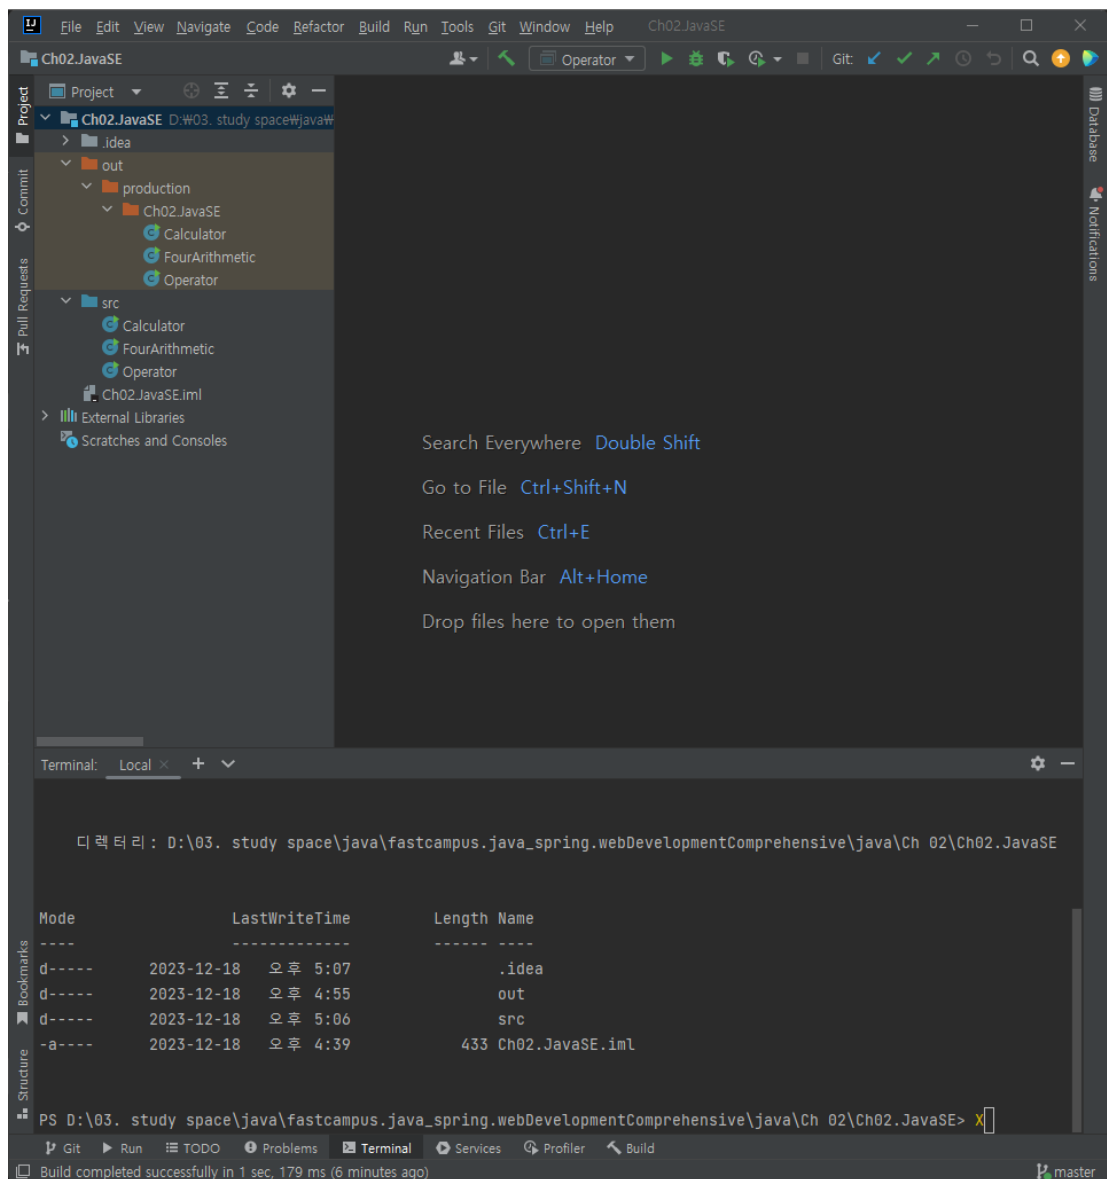 File Edit View Navigate Code Refactor Build Run Tools Git Window Help Ch02.JavaSE
Ch02.JavaSE Operator Git:
Project
Ch02.JavaSE D:₩03. study space₩java₩
.idea
out
production
Ch02.JavaSE
Calculator
FourArithmetic
Operator
src
Calculator
FourArithmetic
Operator
Ch02.JavaSE.iml
External Libraries
Scratches and Consoles
Project
Commit
Pull Requests
Bookmarks
Structure
Database
Notifications
Search Everywhere Double Shift
Go to File Ctrl+Shift+N
Recent Files Ctrl+E
Navigation Bar Alt+Home
Drop files here to open them
Terminal: Local
디렉터리: D:\03. study space\java\fastcampus.java_spring.webDevelopmentComprehensive\java\Ch 02\Ch02.JavaSE
Mode LastWriteTime Length Name
---- ------------- ------ ----
d----- 2023-12-18 오후 5:07 .idea
d----- 2023-12-18 오후 4:55 out
d----- 2023-12-18 오후 5:06 src
-a---- 2023-12-18 오후 4:39 433 Ch02.JavaSE.iml
PS D:\03. study space\java\fastcampus.java_spring.webDevelopmentComprehensive\java\Ch 02\Ch02.JavaSE> X
Git Run TODO Problems Terminal Services Profiler Build
Build completed successfully in 1 sec, 179 ms (6 minutes ago) master